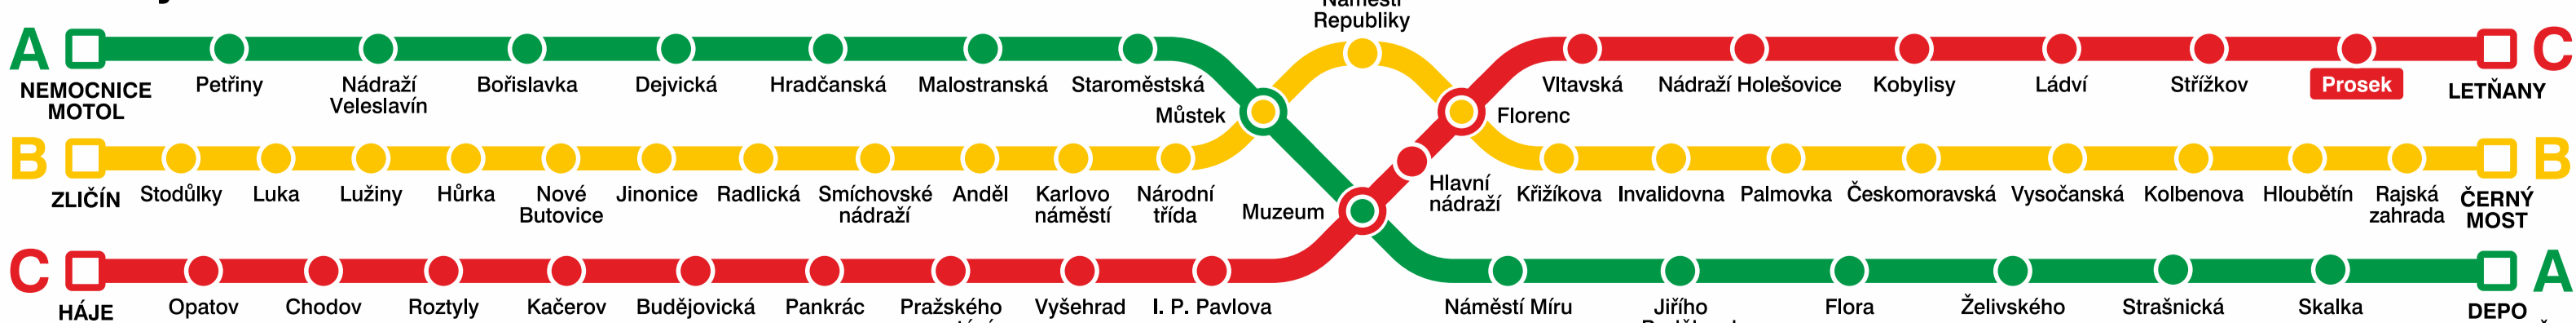 Republiky
A
C
NEMOCNICE
MOTOL
Petřiny
Nádraží
Veleslavín
Bořislavka
Dejvická
Hradčanská
Malostranská
Staroměstská
Můstek
Florenc
Vltavská
Nádraží Holešovice
Kobylisy
Ládví
Střížkov
Prosek
LETŇANY
B
B
ZLIČÍN
Stodůlky
Luka
Lužiny
Hůrka
Nové
Butovice
Jinonice
Radlická
Smíchovské
nádraží
Anděl
Karlovo
náměstí
Národní
třída
Muzeum
Hlavní
nádraží
Křižíkova
Invalidovna
Palmovka
Českomoravská
Vysočanská
Kolbenova
Hloubětín
Rajská
zahrada
ČERNÝ
MOST
C
A
HÁJE
Opatov
Chodov
Roztyly
Kačerov
Budějovická
Pankrác
Pražského
Vyšehrad
I. P. Pavlova
Náměstí Míru
Jiřího
Flora
Želivského
Strašnická
Skalka
DEPO